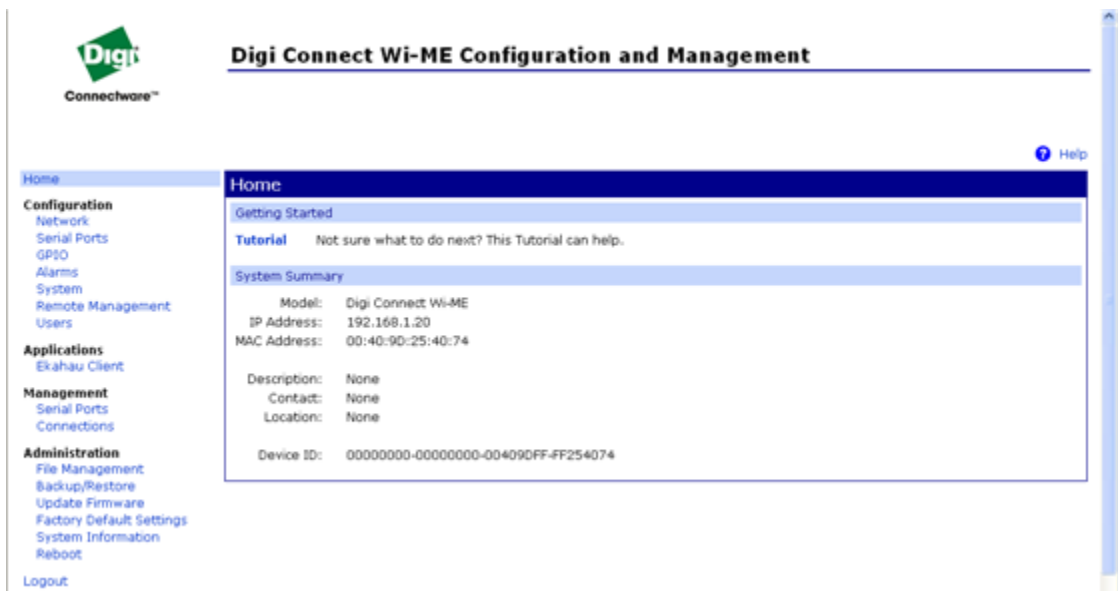 Digi
Connectware™
Digi Connect Wi-ME Configuration and Management
? Help
Home
Configuration
Network
Serial Ports
GPIO
Alarms
System
Remote Management
Users
Applications
Ekahau Client
Management
Serial Ports
Connections
Administration
File Management
Backup/Restore
Update Firmware
Factory Default Settings
System Information
Reboot
Logout
Home
Getting Started
Tutorial Not sure what to do next? This Tutorial can help.
System Summary
Model: Digi Connect Wi-ME
IP Address: 192.168.1.20
MAC Address: 00:40:9D:25:40:74
Description: None
Contact: None
Location: None
Device ID: 00000000-00000000-00409DFF-FF254074